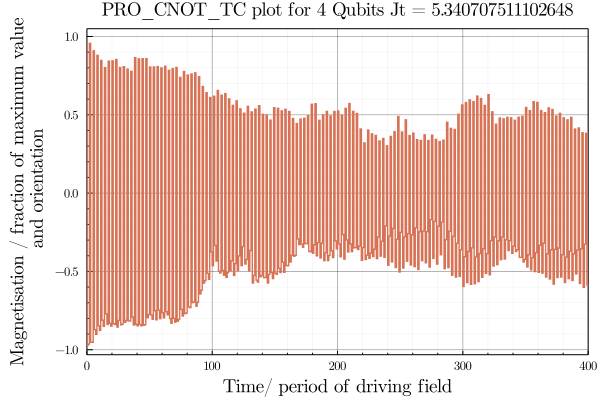 PRO_CNOT_TC plot for 4 Qubits Jt = 5.340707511102648
Magnetisation / fraction of maximum value
and orientation
1.0
0.5
0.0
−0.5
−1.0
0
100
200
300
400
Time/ period of driving field